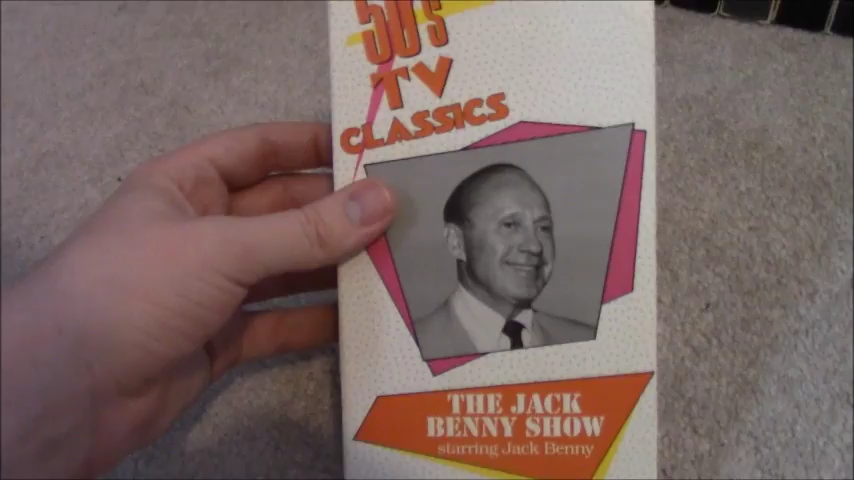 50's
TV
CLASSICS
THE JACK
BENNY SHOW
starring Jack Benny